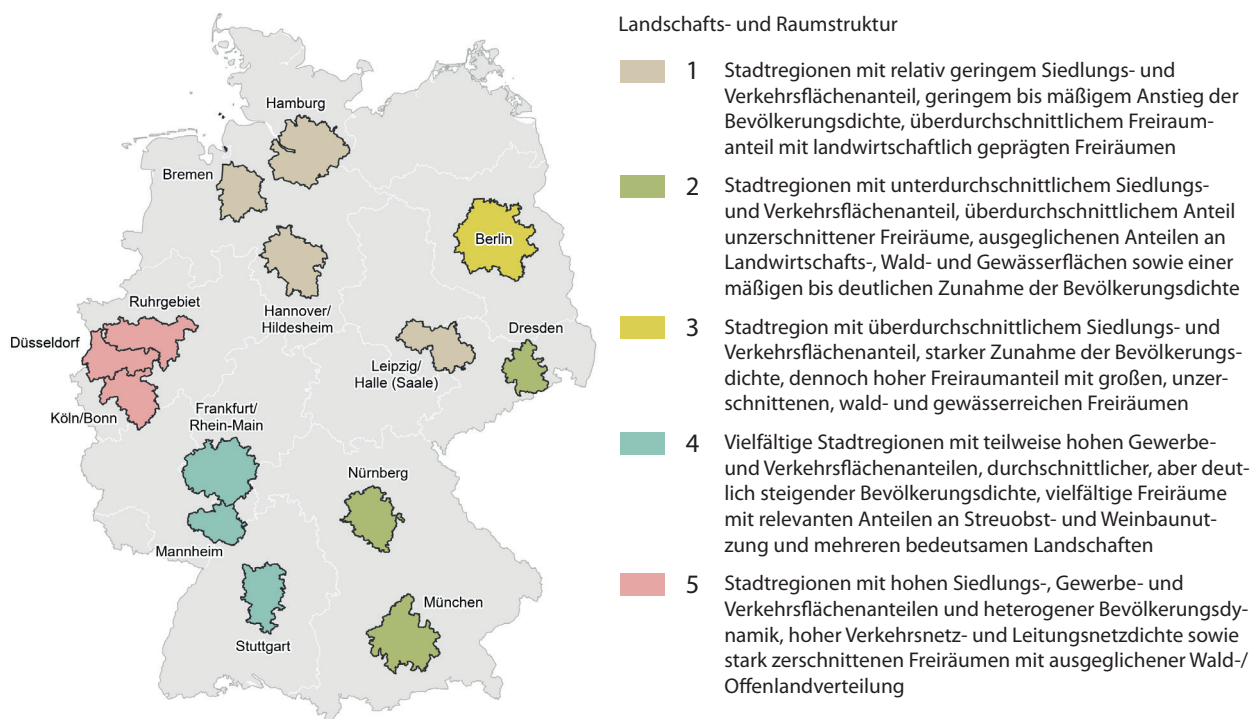 Hamburg
Bremen
Berlin
Hannover/
Hildesheim
Ruhrgebiet
Düsseldorf
Köln/Bonn
Leipzig/
Halle (Saale)
Dresden
Frankfurt/
Rhein-Main
Nürnberg
Mannheim
Stuttgart
München
Landschafts- und Raumstruktur
1 Stadtregionen mit relativ geringem Siedlungs- und
Verkehrsflächenanteil, geringem bis mäßigem Anstieg der
Bevölkerungsdichte, überdurchschnittlichem Freiraum-
anteil mit landwirtschaftlich geprägten Freiräumen
2 Stadtregionen mit unterdurchschnittlichem Siedlungs-
und Verkehrsflächenanteil, überdurchschnittlichem Anteil
unzerschnittener Freiräume, ausgeglichenen Anteilen an
Landwirtschafts-, Wald- und Gewässerflächen sowie einer
mäßigen bis deutlichen Zunahme der Bevölkerungsdichte
3 Stadtregion mit überdurchschnittlichem Siedlungs- und
Verkehrsflächenanteil, starker Zunahme der Bevölkerungs-
dichte, dennoch hoher Freiraumanteil mit großen, unzer-
schnittenen, wald- und gewässerreichen Freiräumen
4 Vielfältige Stadtregionen mit teilweise hohen Gewerbe-
und Verkehrsflächenanteilen, durchschnittlicher, aber deut-
lich steigender Bevölkerungsdichte, vielfältige Freiräume
mit relevanten Anteilen an Streuobst- und Weinbaunut-
zung und mehreren bedeutsamen Landschaften
5 Stadtregionen mit hohen Siedlungs-, Gewerbe- und
Verkehrsflächenanteilen und heterogener Bevölkerungsdy-
namik, hoher Verkehrsnetz- und Leitungsnetzdichte sowie
stark zerschnittenen Freiräumen mit ausgeglichener Wald-/
Offenlandverteilung